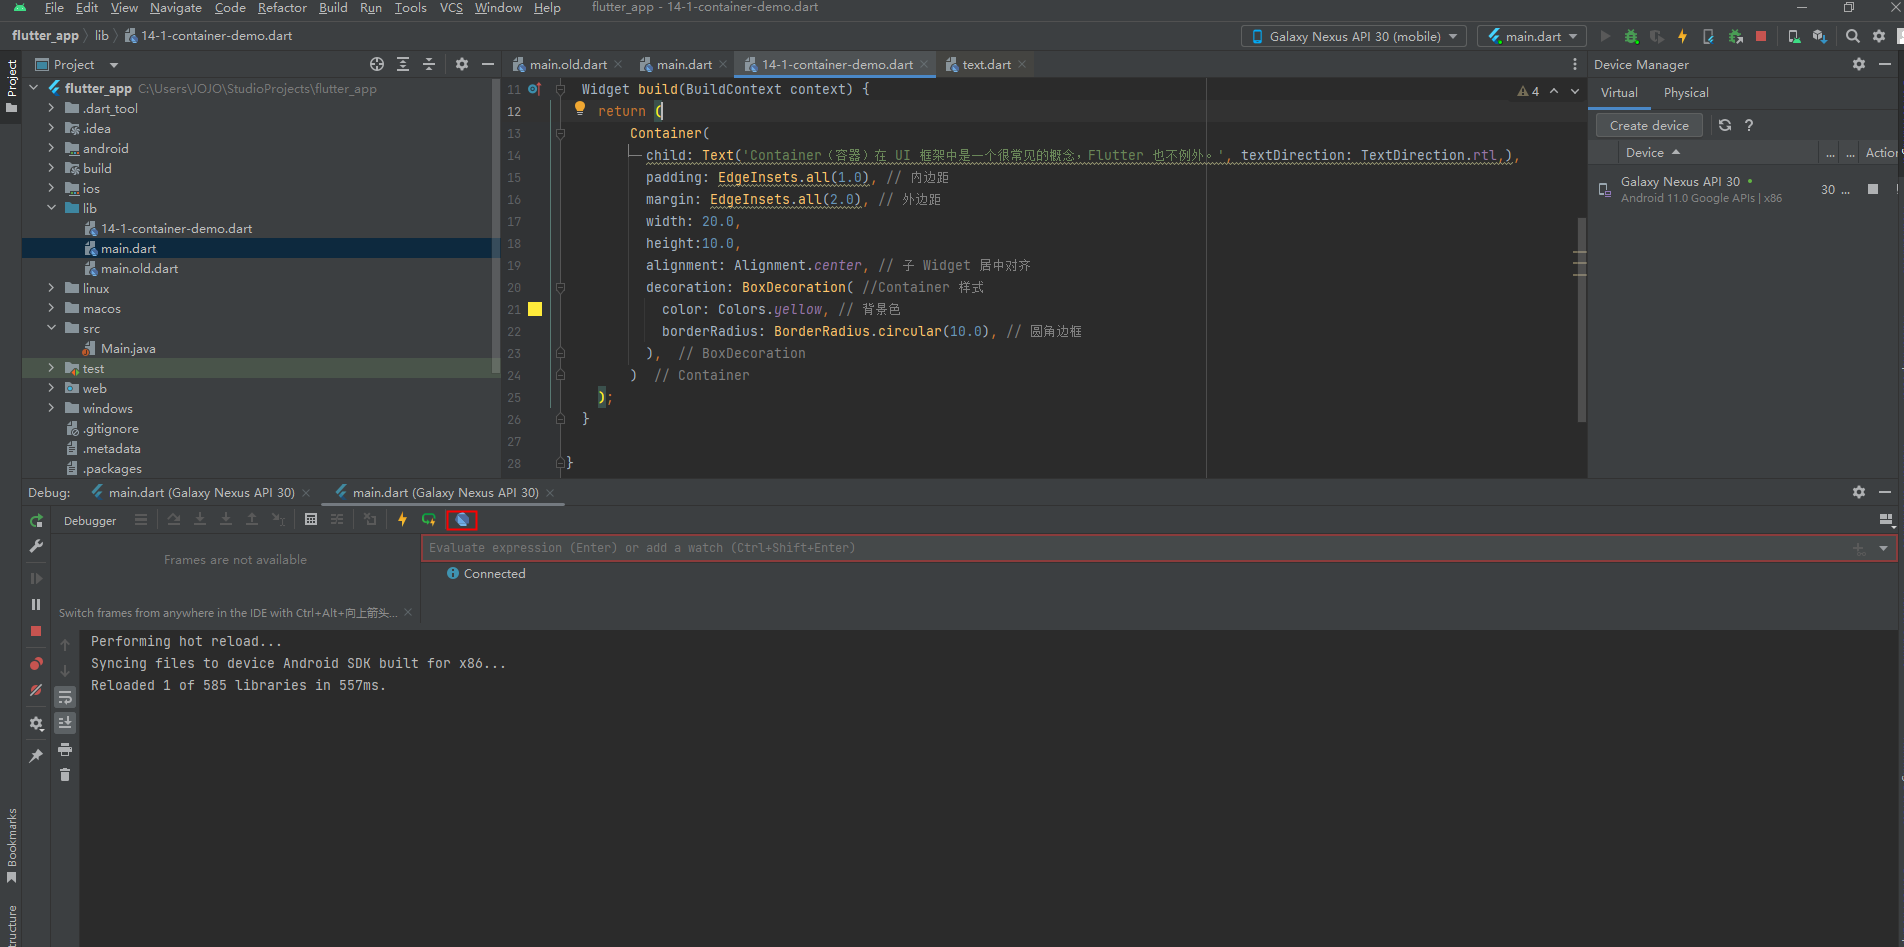 File Edit View Navigate Code Refactor Build Run Tools VCS Window Help flutter_app - 14-1-container-demo.dart
flutter_app lib 14-1-container-demo.dart
Galaxy Nexus API 30 (mobile) main.dart
Project
Project
main.old.dart main.dart 14-1-container-demo.dart text.dart
flutter_app C:\Users\JOJO\StudioProjects\flutter_app
.dart_tool
.idea
android
build
ios
lib
14-1-container-demo.dart
main.dart
main.old.dart
linux
macos
src
Main.java
test
web
windows
.gitignore
.metadata
.packages
4
11 Widget build(BuildContext context) {
12 return (
13 Container(
14 child: Text('Container（容器）在 UI 框架中是一个很常见的概念，Flutter 也不例外。', textDirection: TextDirection.rtl,),
15 padding: EdgeInsets.all(1.0), // 内边距
16 margin: EdgeInsets.all(2.0), // 外边距
17 width: 20.0,
18 height:10.0,
19 alignment: Alignment.center, // 子 Widget 居中对齐
20 decoration: BoxDecoration( //Container 样式
21 color: Colors.yellow, // 背景色
22 borderRadius: BorderRadius.circular(10.0), // 圆角边框
23 ), // BoxDecoration
24 ) // Container
25 );
26 }
27
28 }
Device Manager
Virtual Physical
Create device ?
Device ... ... Action
Galaxy Nexus API 30 30 ...
Android 11.0 Google APIs | x86
Debug: main.dart (Galaxy Nexus API 30) main.dart (Galaxy Nexus API 30)
Debugger
Frames are not available
Evaluate expression (Enter) or add a watch (Ctrl+Shift+Enter)
Connected
Switch frames from anywhere in the IDE with Ctrl+Alt+向上箭头...
Performing hot reload...
Syncing files to device Android SDK built for x86...
Reloaded 1 of 585 libraries in 557ms.
Bookmarks
tructure